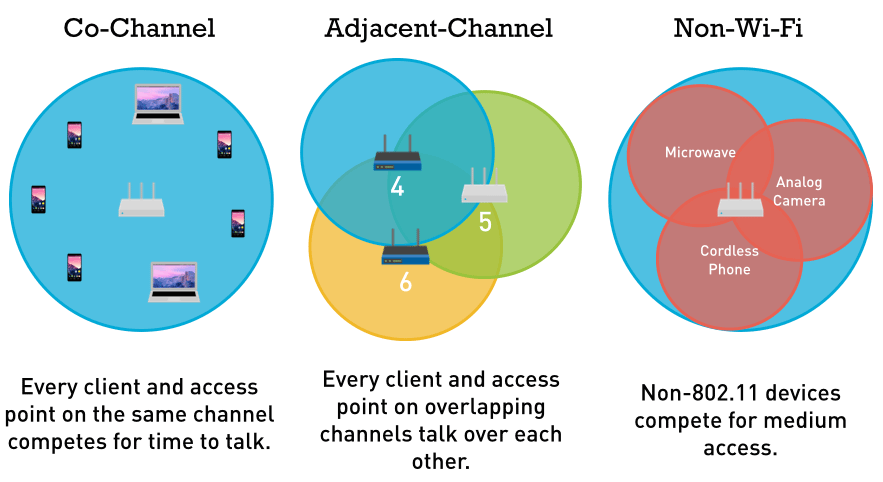 Co-Channel
Adjacent-Channel
Non-Wi-Fi
4
5
6
Microwave
Analog
Camera
Cordless
Phone
Every client and access
point on the same channel
competes for time to talk.
Every client and access
point on overlapping
channels talk over each
other.
Non-802.11 devices
compete for medium
access.